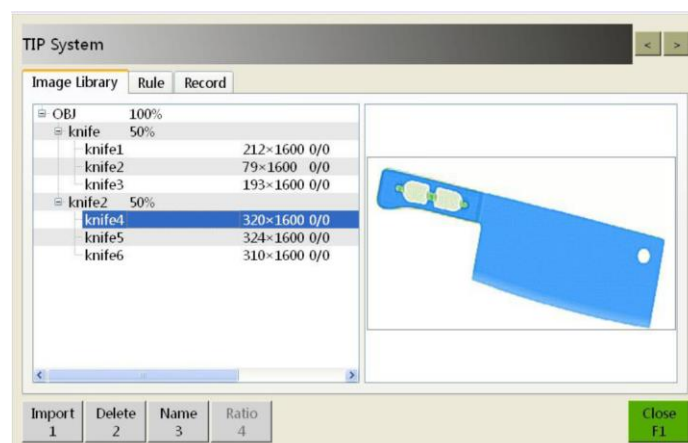 TIP System
< >
Image Library Rule Record
OBJ 100%
knife 50%
knife1 212×1600 0/0
knife2 79×1600 0/0
knife3 193×1600 0/0
knife2 50%
knife4 320×1600 0/0
knife5 324×1600 0/0
knife6 310×1600 0/0
Import Delete Name Ratio Close
1 2 3 4 F1